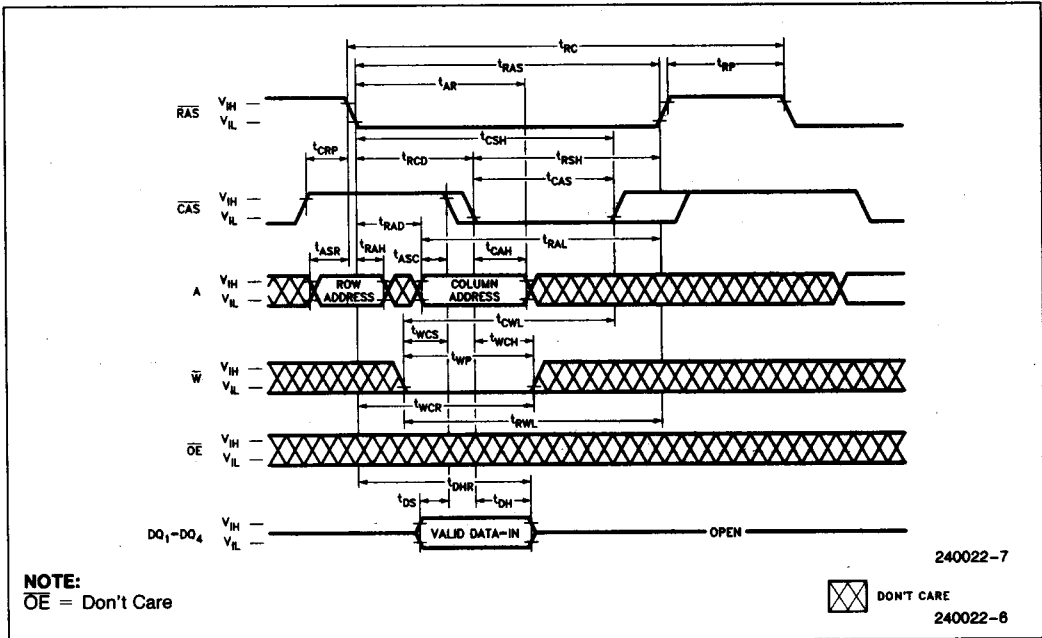 tRC
tRAS
tRP
tAR
RAS VIH
VIL
tCSH
tCRP
tRCD
tRSH
tCAS
CAS VIH
VIL
tRAD
tRAL
tASR
tRAH
tASC
tCAH
A VIH
VIL
ROW ADDRESS
COLUMN ADDRESS
tCWL
tWCS
tWCH
tWP
W VIH
VIL
tWCR
tRWL
OE VIH
VIL
tDHR
tDS
tDH
DQ1-DQ4 VIH
VIL
VALID DATA-IN
OPEN
240022-7
NOTE:
OE = Don't Care
DON'T CARE
240022-6